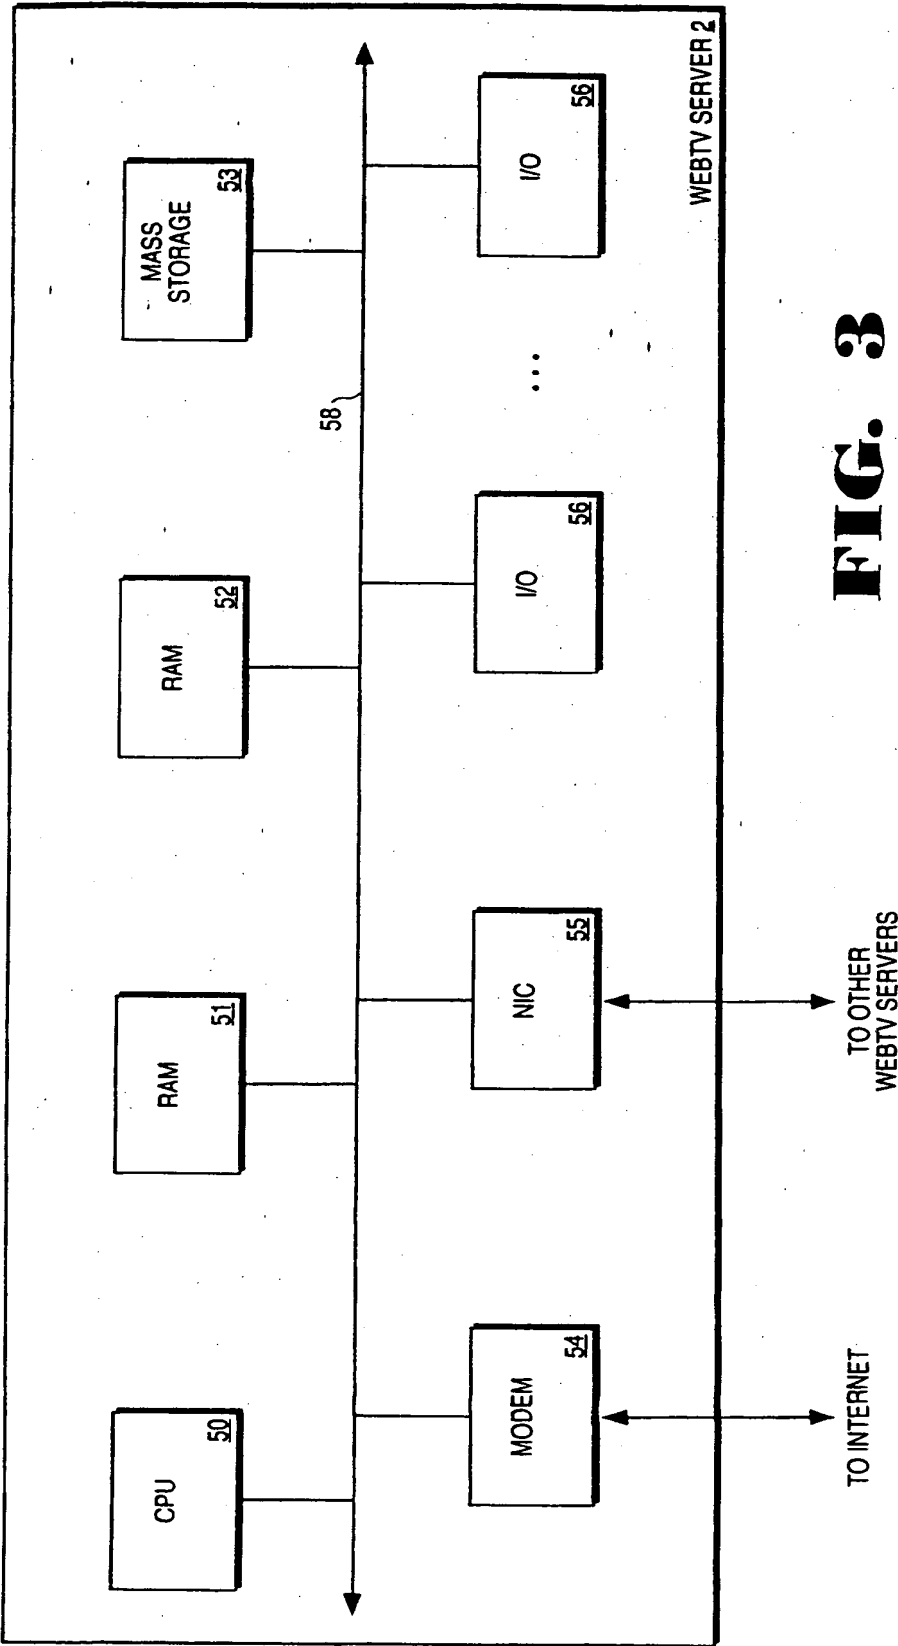 CPU
50
RAM
51
RAM
52
MASS
STORAGE
53
58
MODEM
54
NIC
55
I/O
56
...
I/O
56
WEBTV SERVER 2
TO INTERNET
TO OTHER
WEBTV SERVERS
FIG. 3